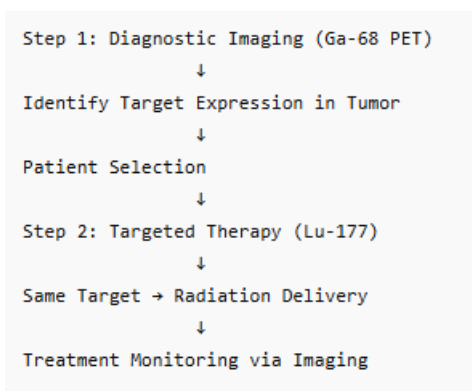 Step 1: Diagnostic Imaging (Ga-68 PET)
↓
Identify Target Expression in Tumor
↓
Patient Selection
↓
Step 2: Targeted Therapy (Lu-177)
↓
Same Target → Radiation Delivery
↓
Treatment Monitoring via Imaging